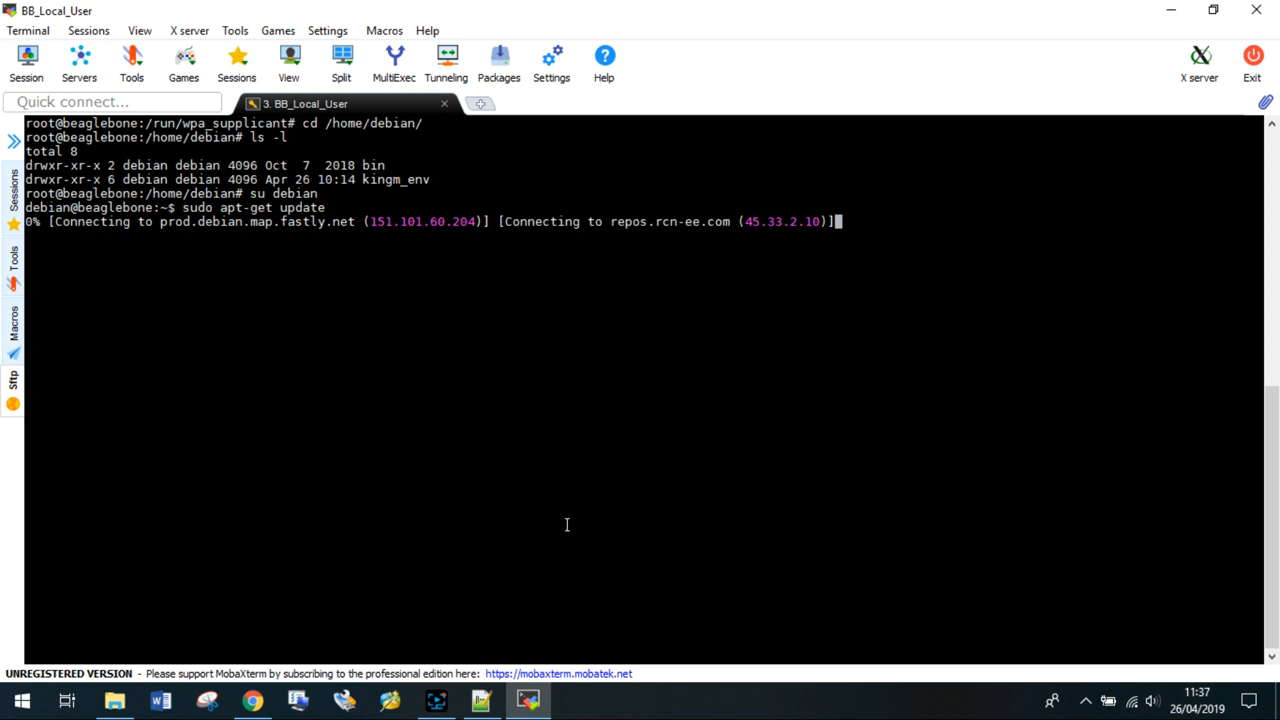 BB_Local_User
Terminal Sessions View X server Tools Games Settings Macros Help
Session Servers Tools Games Sessions View Split MultiExec Tunneling Packages Settings Help X server Exit
Quick connect...
3. BB_Local_User
root@beaglebone:/run/wpa_supplicant# cd /home/debian/
root@beaglebone:/home/debian# ls -l
total 8
drwxr-xr-x 2 debian debian 4096 Oct  7  2018 bin
drwxr-xr-x 6 debian debian 4096 Apr 26 10:14 kingm_env
root@beaglebone:/home/debian# su debian
debian@beaglebone:~$ sudo apt-get update
0% [Connecting to prod.debian.map.fastly.net (151.101.60.204)] [Connecting to repos.rcn-ee.com (45.33.2.10)]
Sessions
Tools
Macros
Sftp
UNREGISTERED VERSION - Please support MobaXterm by subscribing to the professional edition here: https://mobaxterm.mobatek.net
11:37
26/04/2019